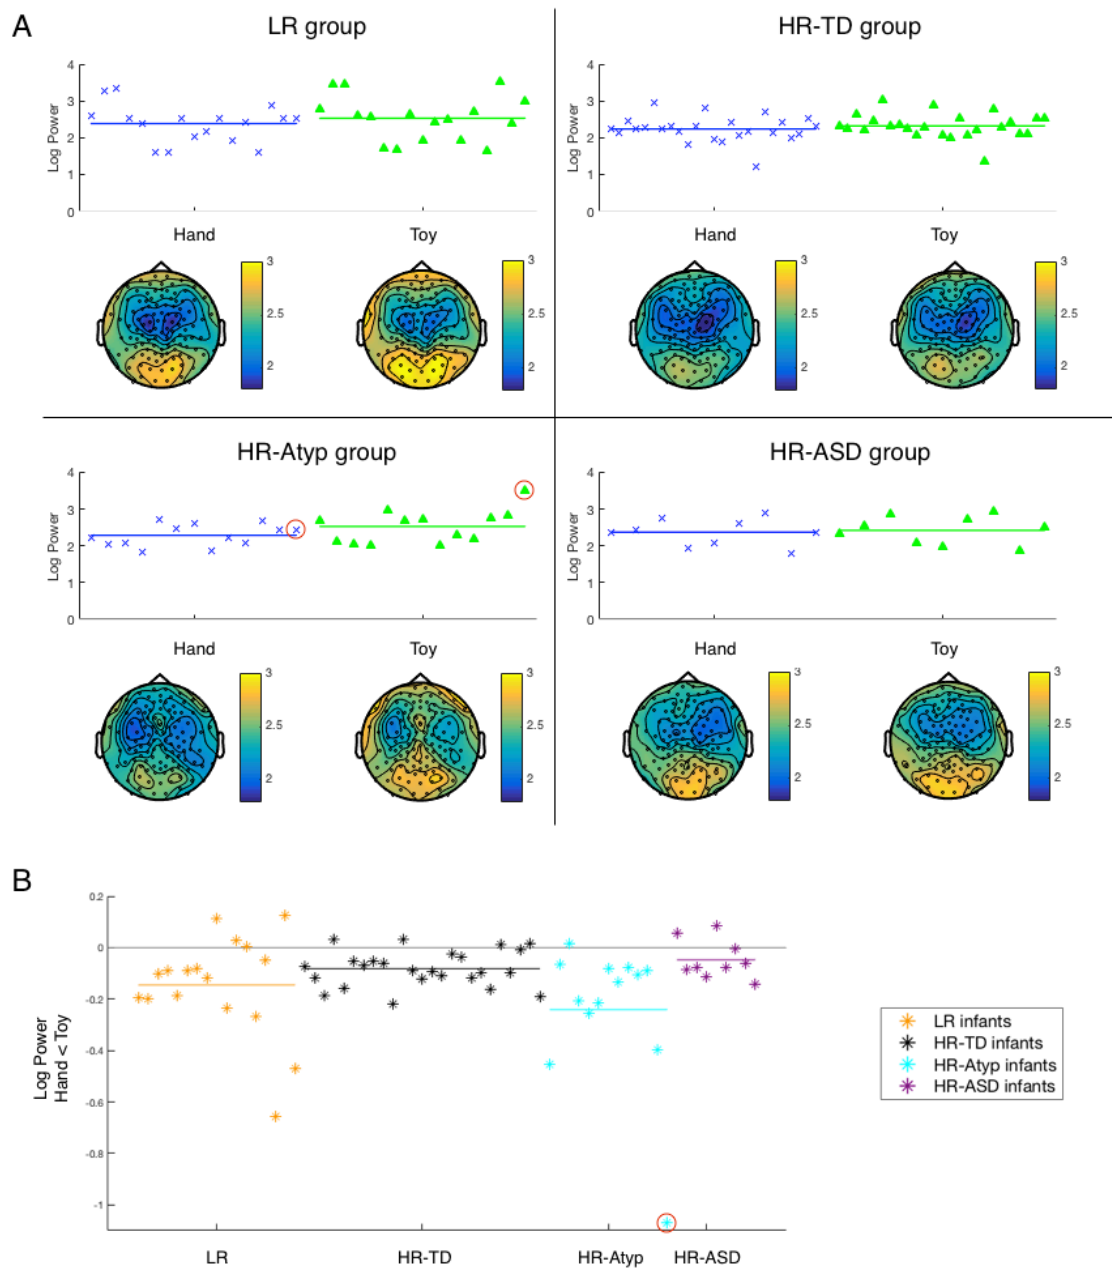 A
LR group
HR-TD group
4
3
2
1
0
Log Power
4
3
2
1
0
Log Power
Hand
Toy
Hand
Toy
3
2.5
2
3
2.5
2
3
2.5
2
3
2.5
2
HR-Atyp group
HR-ASD group
4
3
2
1
0
Log Power
4
3
2
1
0
Log Power
Hand
Toy
Hand
Toy
3
2.5
2
3
2.5
2
3
2.5
2
3
2.5
2
B
0.2
0
-0.2
-0.4
-0.6
-0.8
-1
Log Power
Hand < Toy
LR
HR-TD
HR-Atyp
HR-ASD
LR infants
HR-TD infants
HR-Atyp infants
HR-ASD infants